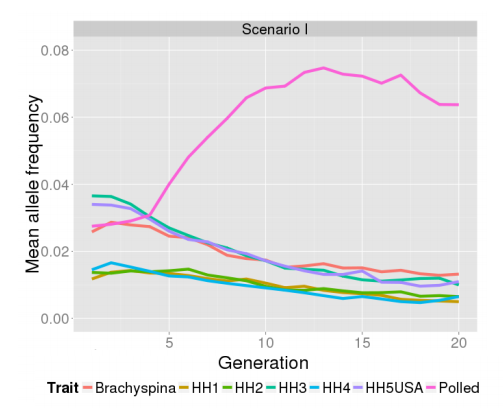 Scenario I
0.08
0.06
0.04
0.02
0.00
Mean allele frequency
5 10 15 20
Generation
Trait Brachyspina HH1 HH2 HH3 HH4 HH5USA Polled